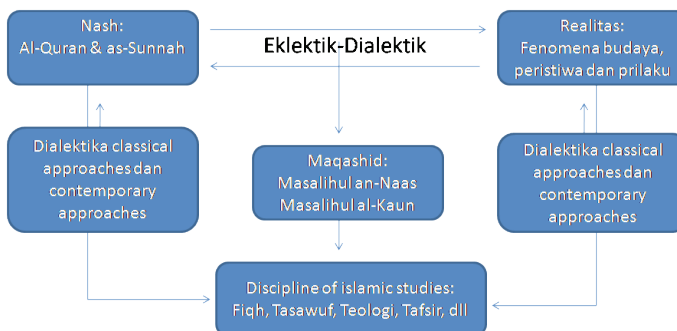 Nash:
Al-Quran & as-Sunnah
Eklektik-Dialektik
Realitas:
Fenomena budaya,
peristiwa dan prilaku
Dialektika classical
approaches dan
contemporary
approaches
Maqashid:
Masalihul an-Naas
Masalihul al-Kaun
Dialektika classical
approaches dan
contemporary
approaches
Discipline of islamic studies:
Fiqh, Tasawuf, Teologi, Tafsir, dll